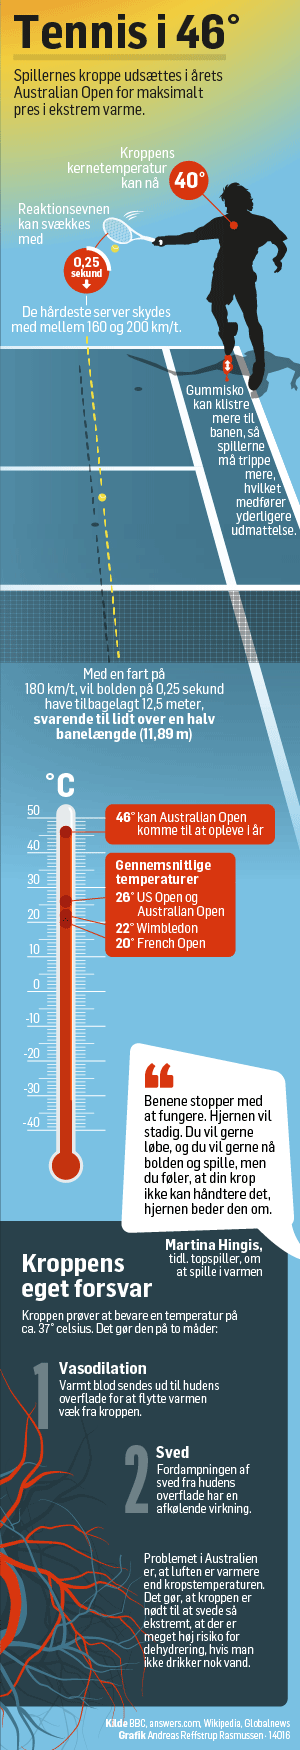 Tennis i 46°
Spillernes kroppe udsættes i årets
Australian Open for maksimalt
pres i ekstrem varme.
Kroppens
kernetemperatur
kan nå
40°
Reaktionsevnen
kan svækkes
med
0,25
sekund
De hårdeste server skydes
med mellem 160 og 200 km/t.
Gummisko
kan klistre
mere til
banen, så
spillerne
må trippe
mere,
hvilket
medfører
yderligere
udmattelse.
Med en fart på
180 km/t, vil bolden på 0,25 sekund
have tilbagelagt 12,5 meter,
svarende til lidt over en halv
banelængde (11,89 m)
°C
50
40
30
20
10
0
-10
-20
-30
-40
46° kan Australian Open
komme til at opleve i år
Gennemsnitlige
temperaturer
26° US Open og
Australian Open
22° Wimbledon
20° French Open
Benene stopper med
at fungere. Hjernen vil
stadig. Du vil gerne
løbe, og du vil gerne nå
bolden og spille, men
du føler, at din krop
ikke kan håndtere det,
hjernen beder den om.
Martina Hingis,
tidl. topspiller, om
at spille i varmen
Kroppens
eget forsvar
Kroppen prøver at bevare en temperatur på
ca. 37° celsius. Det gør den på to måder:
1
Vasodilation
Varmt blod sendes ud til hudens
overflade for at flytte varmen
væk fra kroppen.
2
Sved
Fordampningen af
sved fra hudens
overflade har en
afkølende virkning.
Problemet i Australien
er, at luften er varmere
end kropstemperaturen.
Det gør, at kroppen er
nødt til at svede så
ekstremt, at der er
meget høj risiko for
dehydrering, hvis man
ikke drikker nok vand.
Kilde BBC, answers.com, Wikipedia, Globalnews
Grafik Andreas Reffstrup Rasmussen · 14016